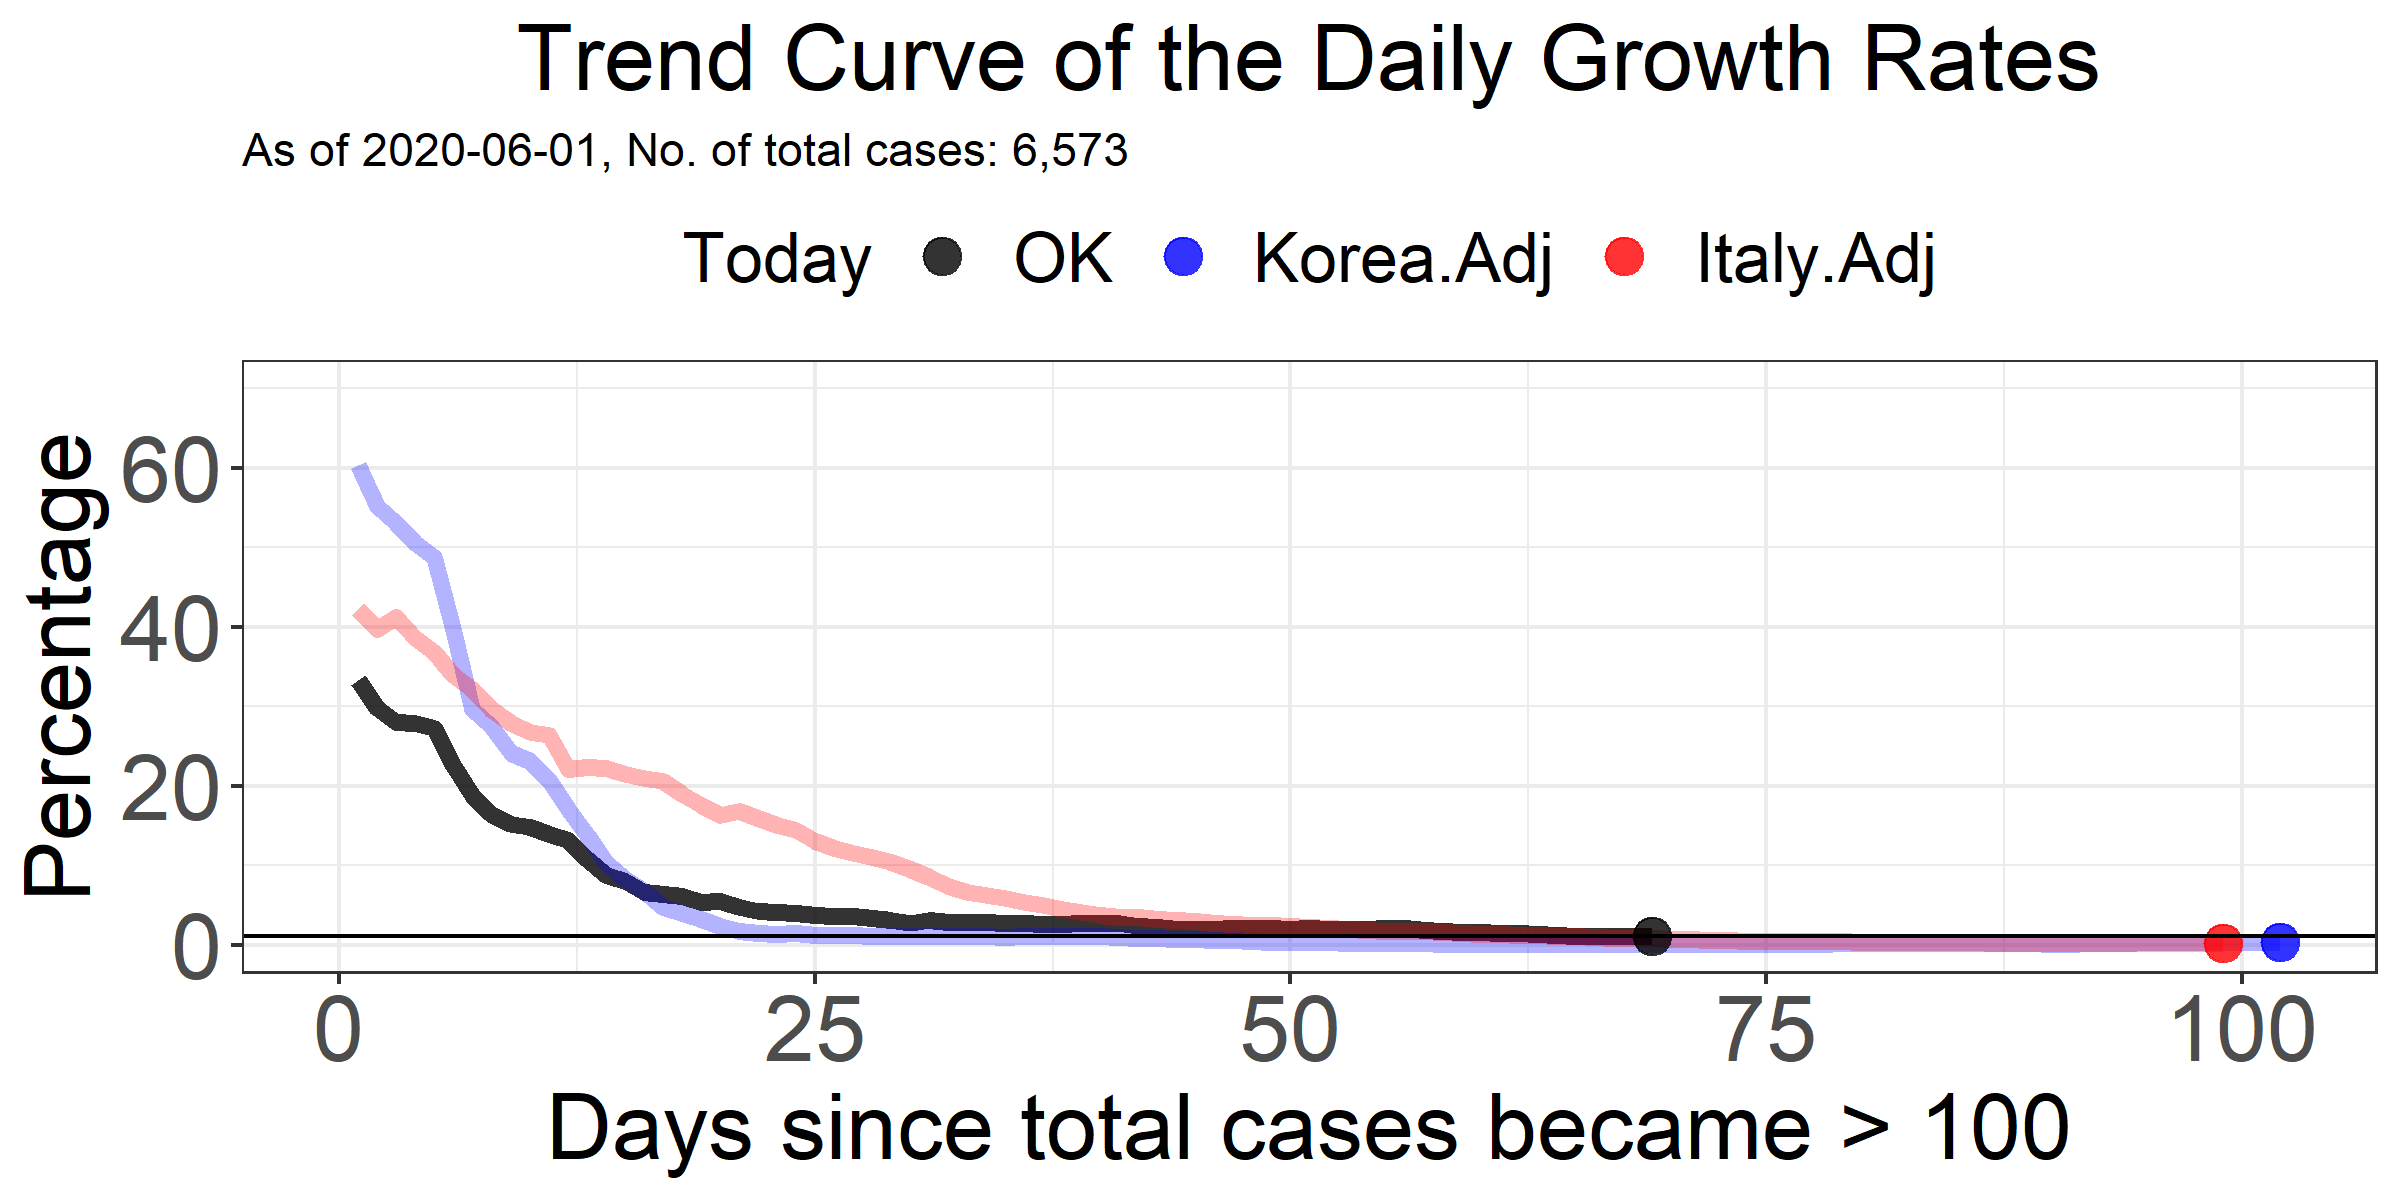 Trend Curve of the Daily Growth Rates
As of 2020-06-01, No. of total cases: 6,573
Today OK Korea.Adj Italy.Adj
Percentage
60
40
20
0
0 25 50 75 100
Days since total cases became > 100